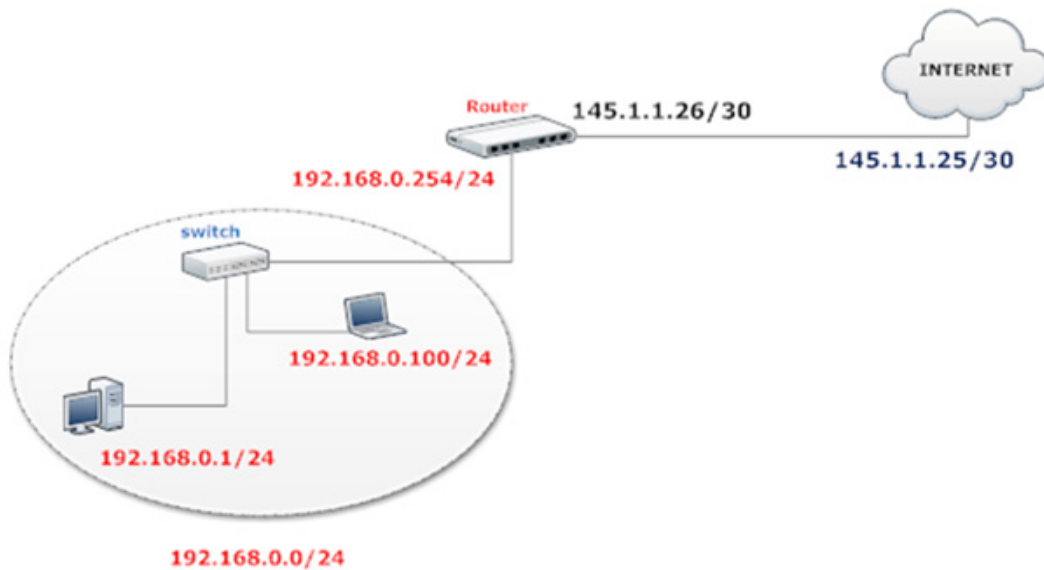 INTERNET
Router
145.1.1.26/30
145.1.1.25/30
192.168.0.254/24
switch
192.168.0.100/24
192.168.0.1/24
192.168.0.0/24